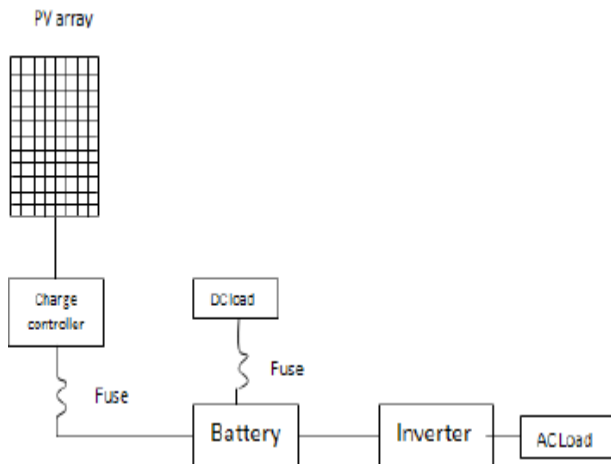 PV array
Charge
controller
DC load
Fuse
Fuse
Battery
Inverter
AC Load